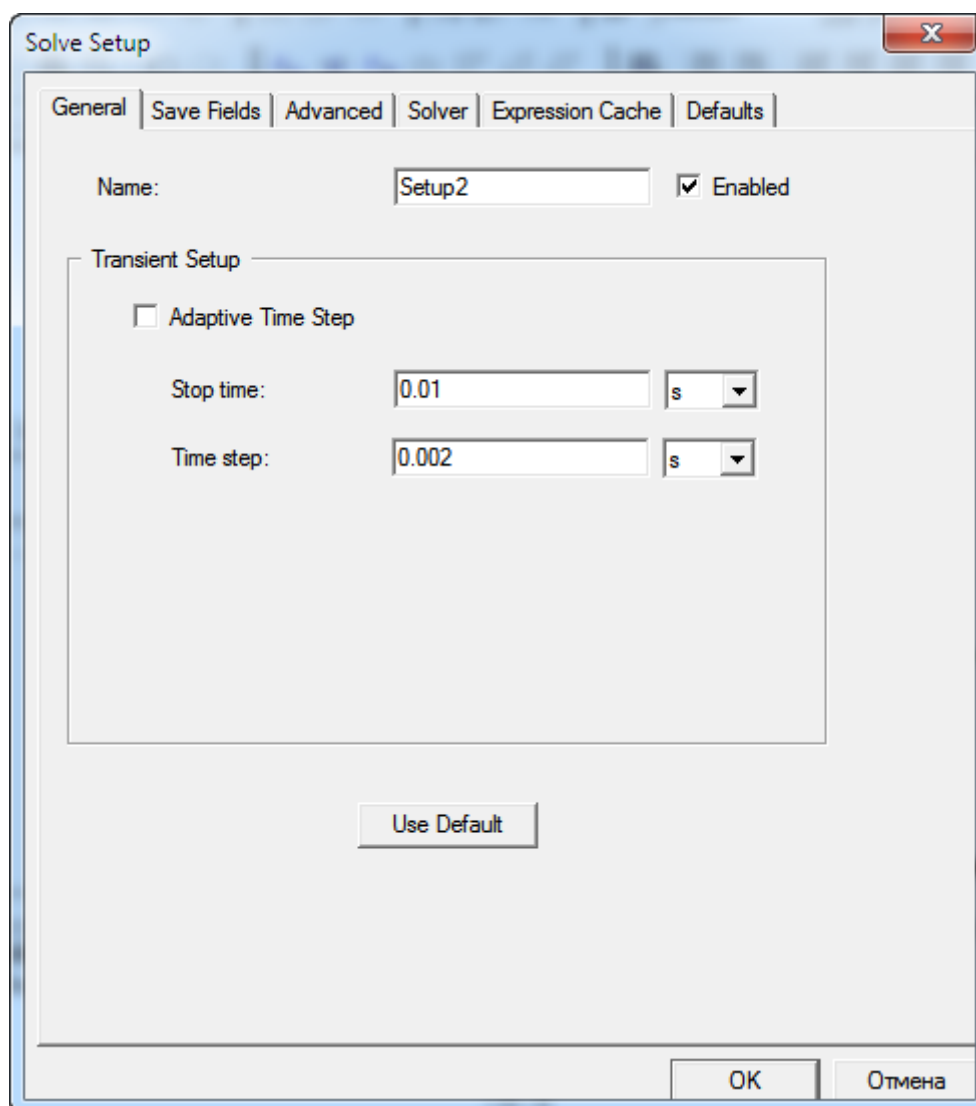 Solve Setup
General Save Fields Advanced Solver Expression Cache Defaults
Name: Setup2 Enabled
Transient Setup
Adaptive Time Step
Stop time: 0.01 s
Time step: 0.002 s
Use Default
OK Отмена